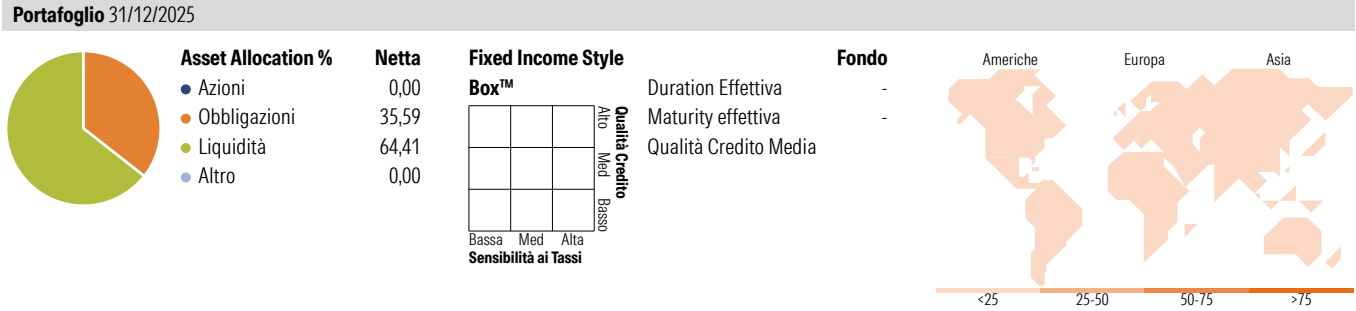 Portafoglio 31/12/2025
Asset Allocation % Netta
Azioni 0,00
Obbligazioni 35,59
Liquidità 64,41
Altro 0,00
Fixed Income Style
Box™
Alto
Med
Basso
Qualità Credito
Bassa Med Alta
Sensibilità ai Tassi
Fondo
Duration Effettiva -
Maturity effettiva -
Qualità Credito Media
Americhe Europa Asia
<25 25-50 50-75 >75